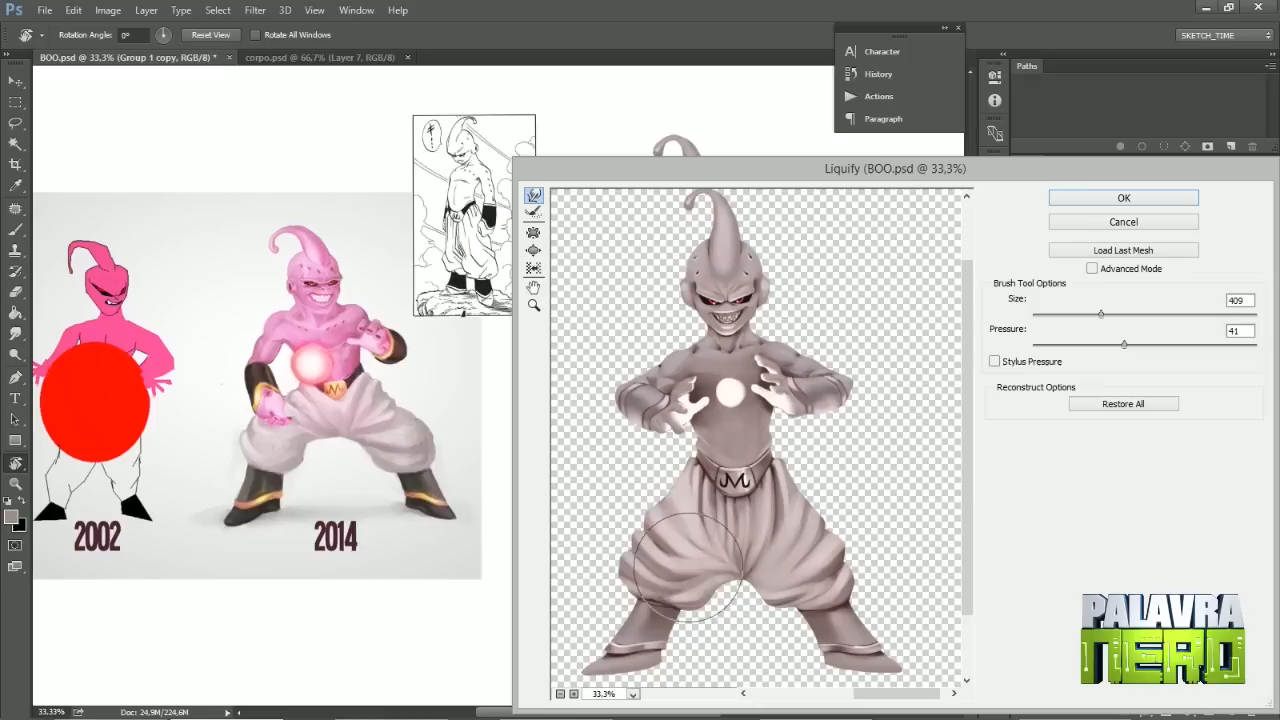 Ps File Edit Image Layer Type Select Filter 3D View Window Help
Rotation Angle: 0° Reset View Rotate All Windows
SKETCH_TIME
BOO.psd @ 33,3% (Group 1 copy, RGB/8) * × corpo.psd @ 66,7% (Layer 7, RGB/8) ×
Character
History
Actions
Paragraph
Paths
Liquify (BOO.psd @ 33,3%)
OK
Cancel
Load Last Mesh
Advanced Mode
Brush Tool Options
Size: 409
Pressure: 41
Stylus Pressure
Reconstruct Options
Restore All
M
M
2002 2014
PALAVRA
NERD
33,3%
33,33% Doc: 24,9M/224,6M